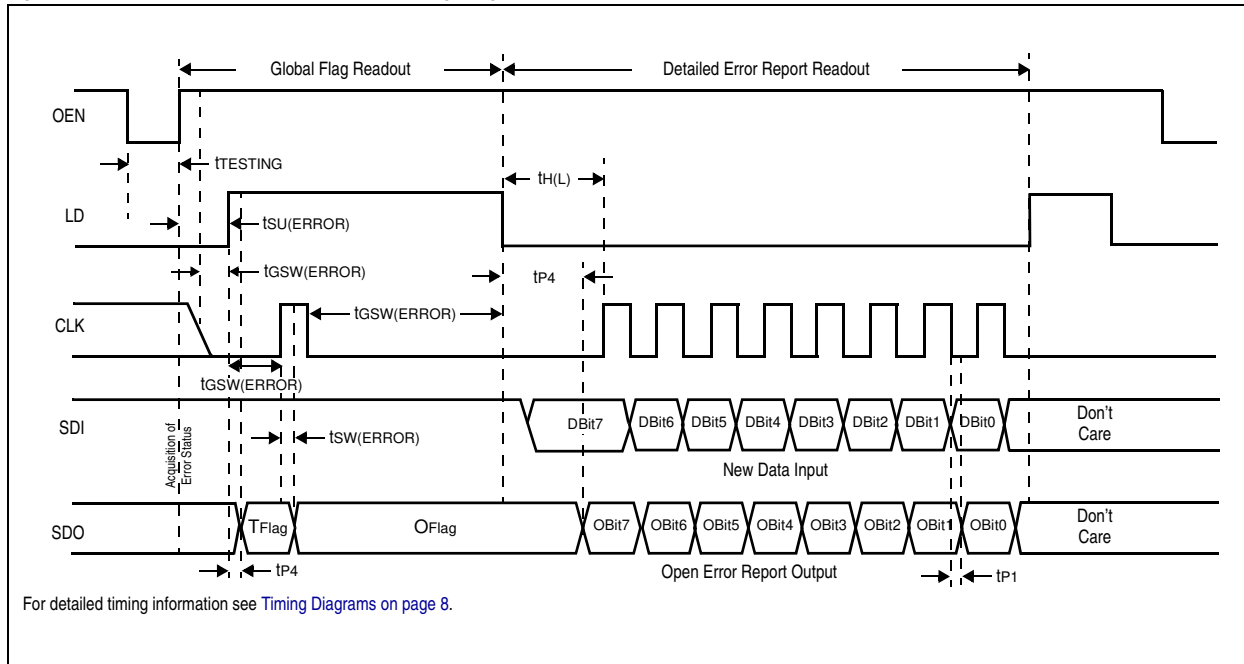 Global Flag Readout
Detailed Error Report Readout
OEN
tTESTING
tH(L)
LD
tSU(ERROR)
tGSW(ERROR)
tP4
CLK
tGSW(ERROR)
tGSW(ERROR)
SDI
DBit7 DBit6 DBit5 DBit4 DBit3 DBit2 DBit1 DBit0
Don't
Care
tSW(ERROR)
New Data Input
Acquisition of
Error Status
SDO
TFlag
OFlag
OBit7 OBit6 OBit5 OBit4 OBit3 OBit2 OBit1 OBit0
Don't
Care
tP4
Open Error Report Output
tP1
For detailed timing information see Timing Diagrams on page 8.